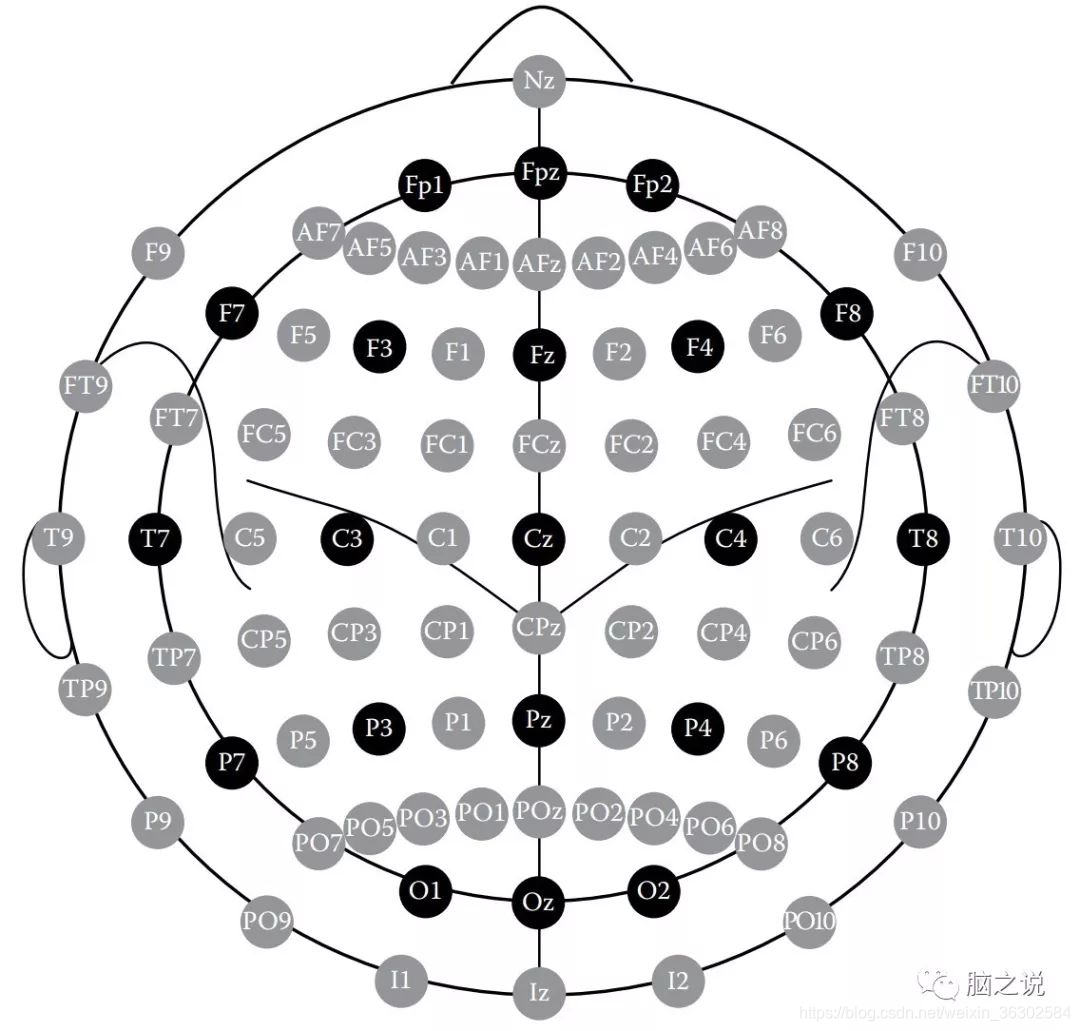 Nz
Fp1 Fpz Fp2
AF7 AF5 AF3 AF1 AFz AF2 AF4 AF6 AF8
F9 F10
F7 F5 F3 F1 Fz F2 F4 F6 F8
FT9 FT10
FT7 FC5 FC3 FC1 FCz FC2 FC4 FC6 FT8
T9 T7 C5 C3 C1 Cz C2 C4 C6 T8 T10
TP7 CP5 CP3 CP1 CPz CP2 CP4 CP6 TP8
TP9 TP10
P7 P5 P3 P1 Pz P2 P4 P6 P8
P9 P10
PO7 PO5 PO3 PO1 POz PO2 PO4 PO6 PO8
O1 Oz O2
PO9 PO10
I1 Iz I2
脑之说
https://blog.csdn.net/weixin_36302584